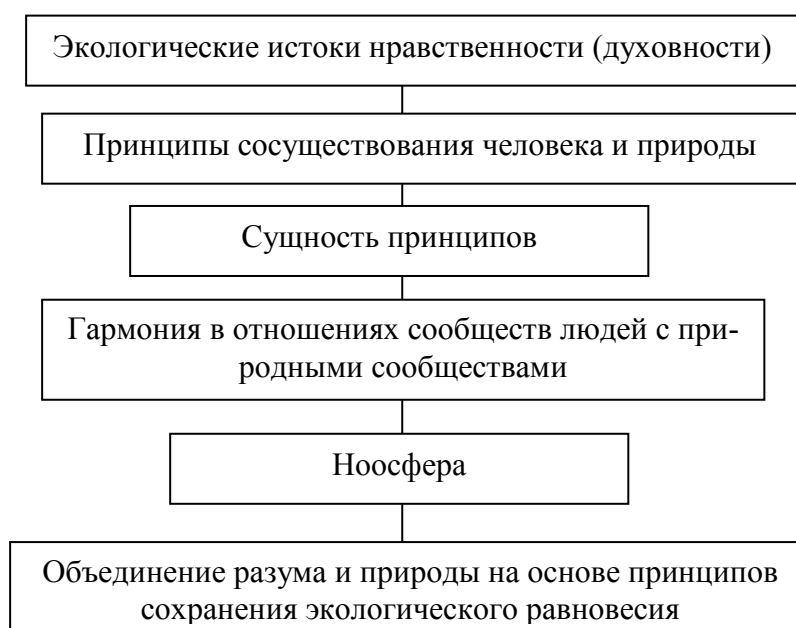 Экологические истоки нравственности (духовности)
Принципы сосуществования человека и природы
Сущность принципов
Гармония в отношениях сообществ людей с при-
родными сообществами
Ноосфера
Объединение разума и природы на основе принципов
сохранения экологического равновесия